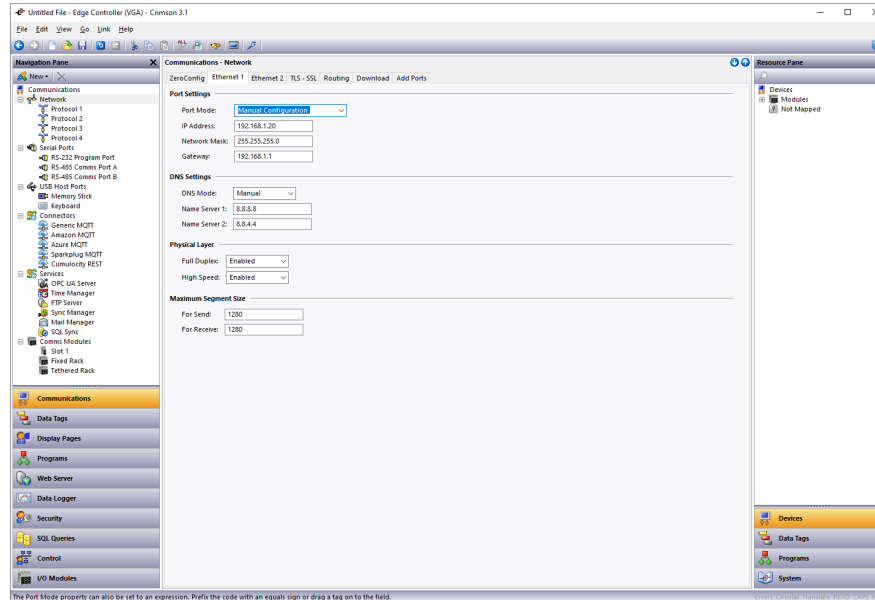 Untitled File - Edge Controller (VGA) - Crimson 3.1
File Edit View Go Link Help
Navigation Pane
New
Communications
Network
Protocol 1
Protocol 2
Protocol 3
Protocol 4
Serial Ports
RS-232 Program Port
RS-485 Comms Port A
RS-485 Comms Port B
USB Host Ports
Memory Stick
Keyboard
Connectors
Generic MQTT
Amazon MQTT
Azure MQTT
Sparkplug MQTT
Cumulocity REST
Services
OPC UA Server
Time Manager
FTP Server
Sync Manager
Mail Manager
SQL Sync
Comms Modules
Slot 1
Fixed Rack
Tethered Rack
Communications
Data Tags
Display Pages
Programs
Web Server
Data Logger
Security
SQL Queries
Control
I/O Modules
Communications - Network
ZeroConfig Ethernet 1 Ethernet 2 TLS - SSL Routing Download Add Ports
Port Settings
Port Mode: Manual Configuration
IP Address: 192.168.1.20
Network Mask: 255.255.255.0
Gateway: 192.168.1.1
DNS Settings
DNS Mode: Manual
Name Server 1: 8.8.8.8
Name Server 2: 8.8.4.4
Physical Layer
Full Duplex: Enabled
High Speed: Enabled
Maximum Segment Size
For Send: 1280
For Receive: 1280
Resource Pane
Devices
Modules
Not Mapped
Devices
Data Tags
Programs
System
The Port Mode property can also be set to an expression. Prefix the code with an equals sign or drag a tag on to the field.
Errors Circular Translate READ CAPS